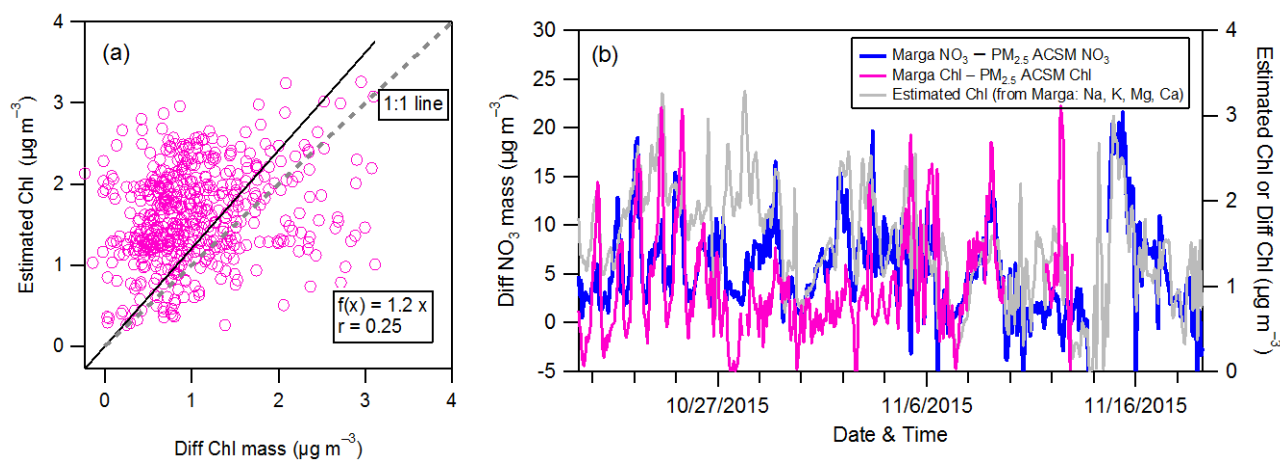 (a)
4
3
2
1
0
Estimated Chl (µg m⁻³)
1:1 line
f(x) = 1.2 x
r = 0.25
0 1 2 3 4
Diff Chl mass (µg m⁻³)
(b)
30
25
20
15
10
5
0
-5
Diff NO₃ mass (µg m⁻³)
Marga NO₃ − PM₂.₅ ACSM NO₃
Marga Chl − PM₂.₅ ACSM Chl
Estimated Chl (from Marga: Na, K, Mg, Ca)
4
3
2
1
0
Estimated Chl or Diff Chl (µg m⁻³)
10/27/2015 11/6/2015 11/16/2015
Date & Time